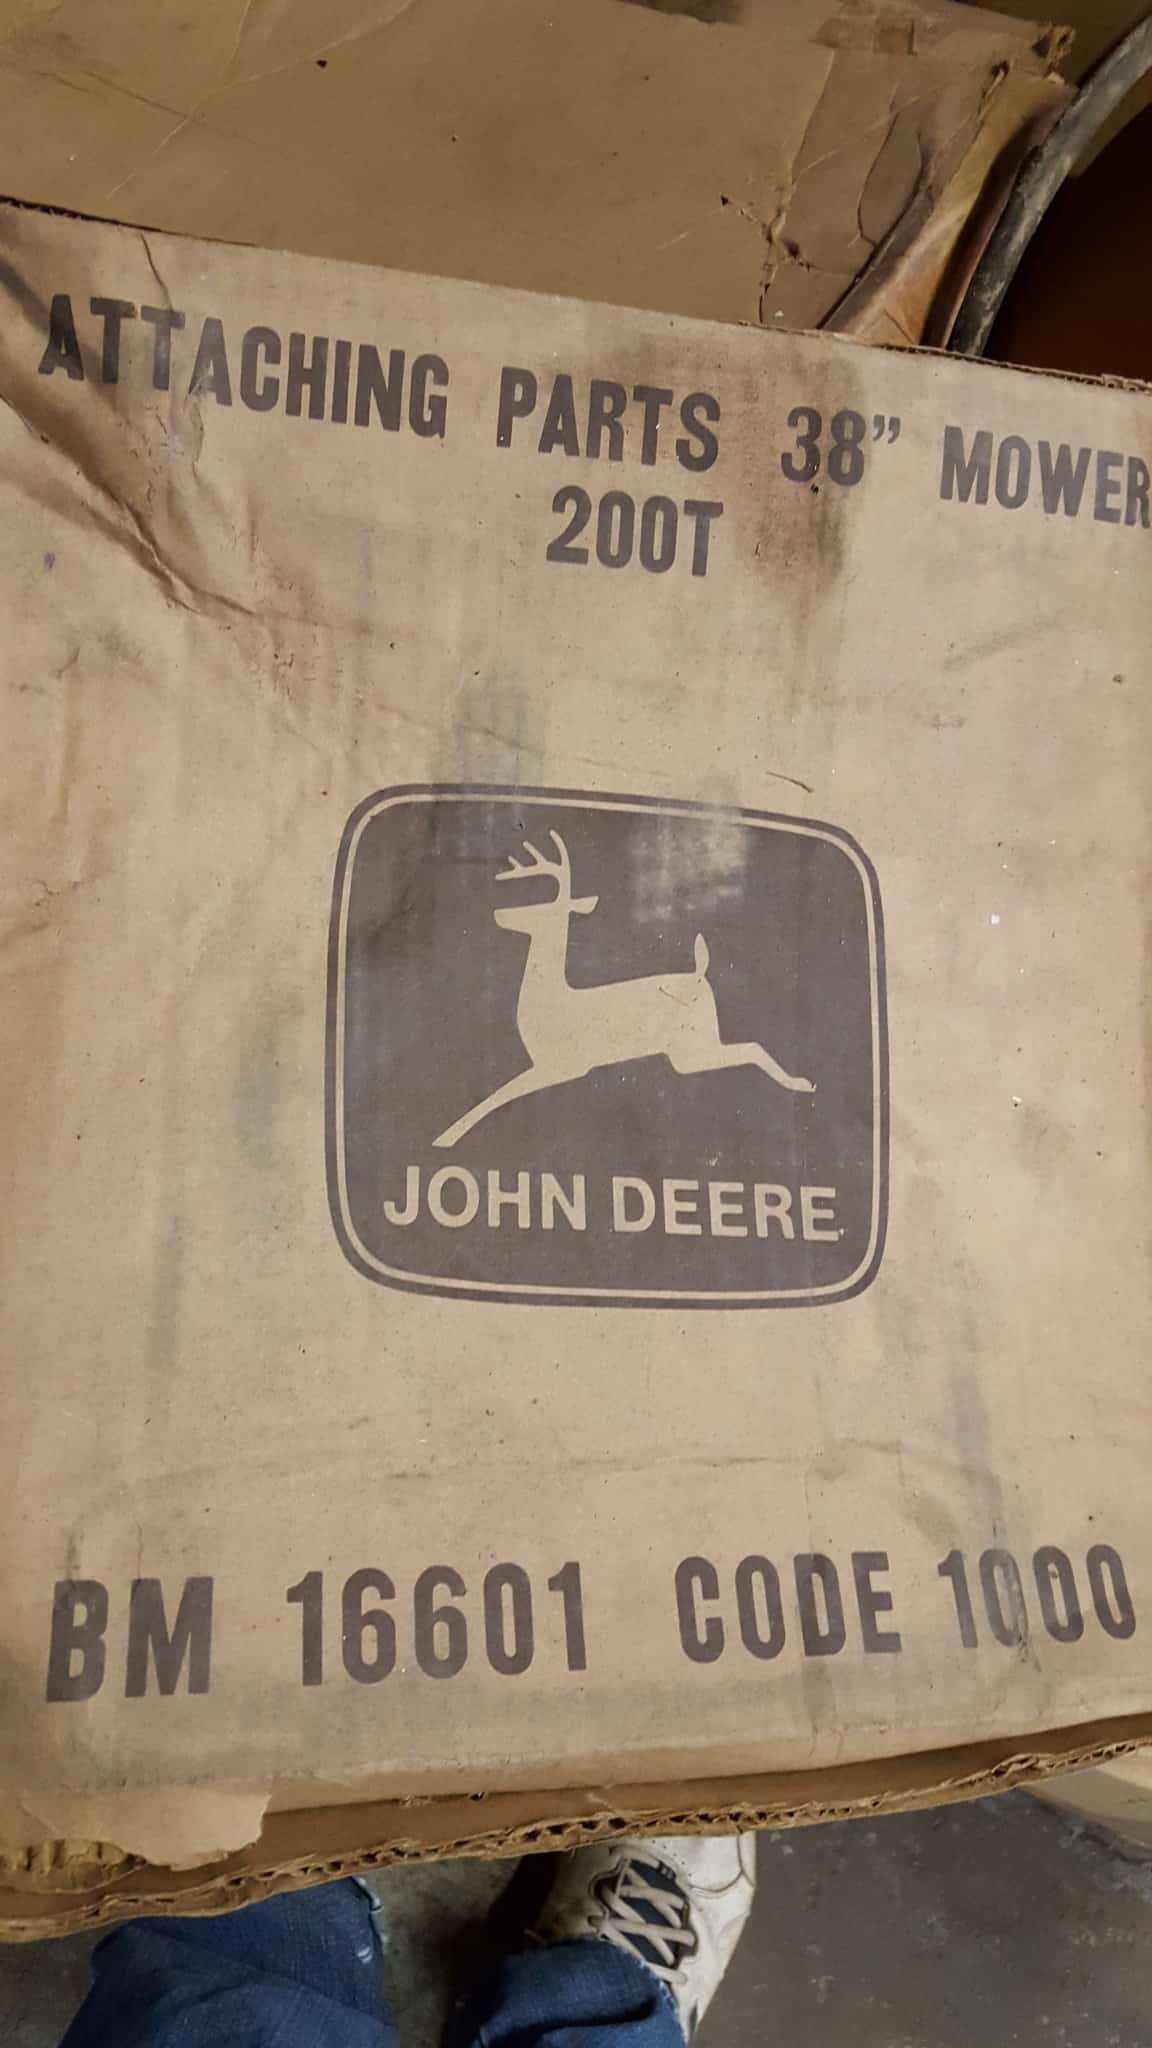 ATTACHING PARTS 38" MOWER
200T
JOHN DEERE
BM 16601 CODE 1000